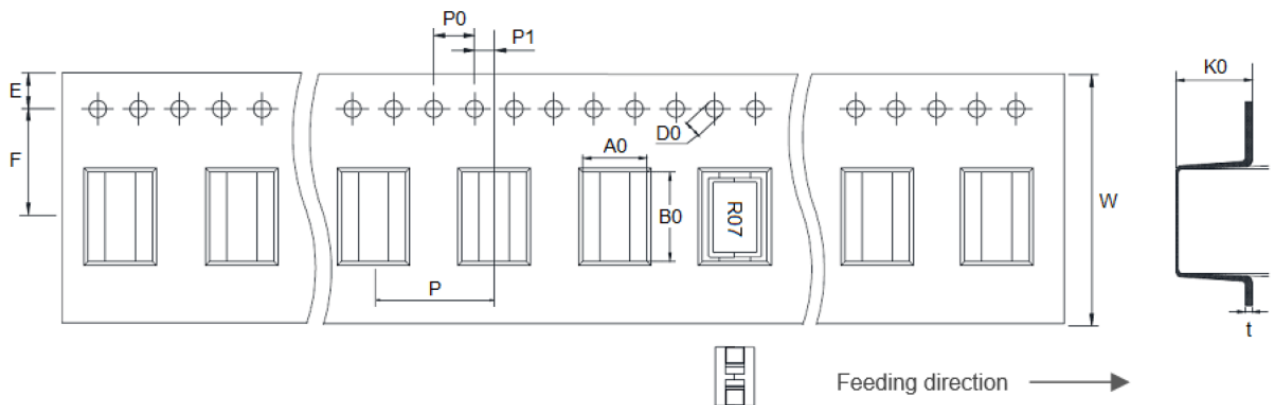 P0
P1
K0
E
F
D0
A0
B0
R07
W
P
t
Feeding direction